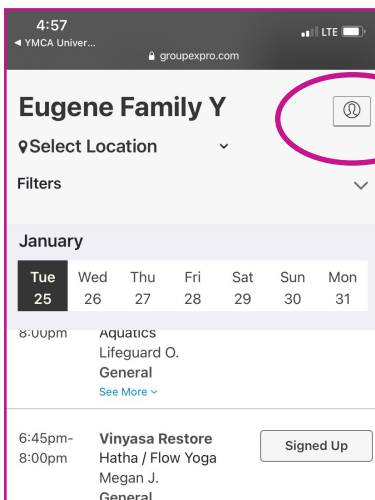 4:57
LTE
◀ YMCA Univer...
groupexpro.com
Eugene Family Y
Select Location
Filters
January
Tue Wed Thu Fri Sat Sun Mon
25 26 27 28 29 30 31
8:00pm Aquatics
Lifeguard O.
General
See More
6:45pm- Vinyasa Restore Signed Up
8:00pm Hatha / Flow Yoga
Megan J.
General